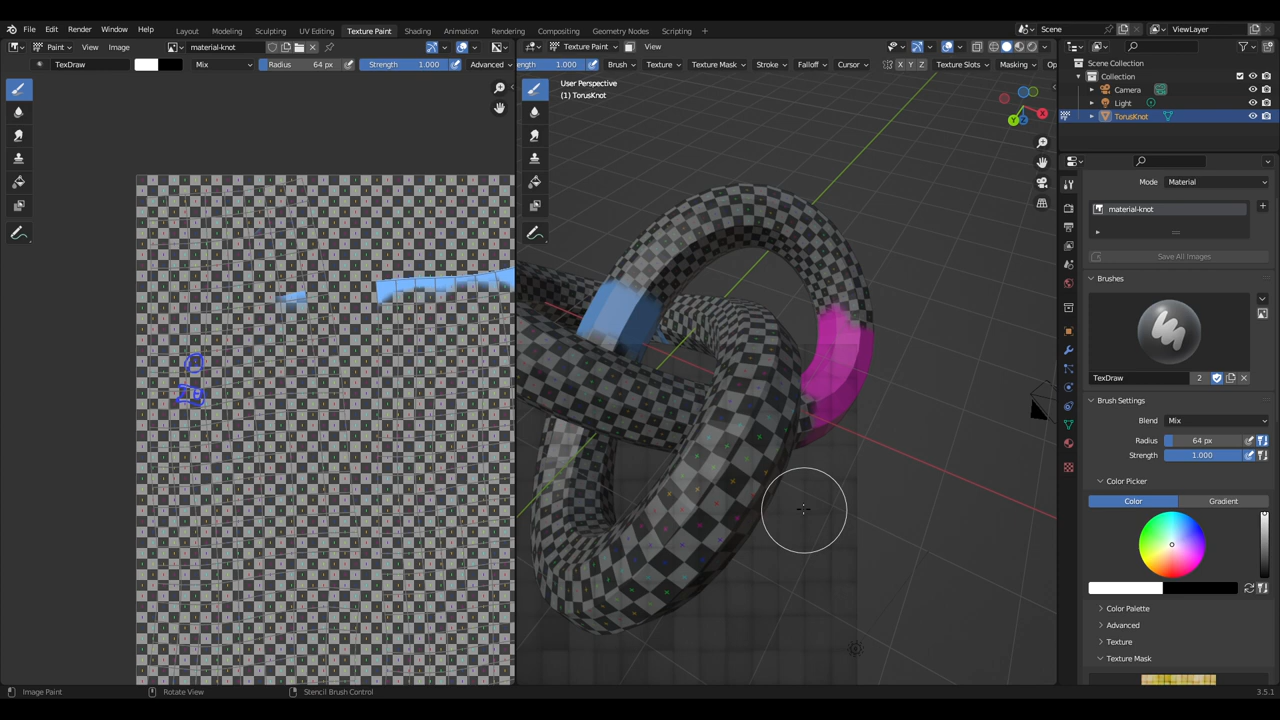 File Edit Render Window Help Layout Modeling Sculpting UV Editing Texture Paint Shading Animation Rendering Compositing Geometry Nodes Scripting + Scene ViewLayer
Paint View Image material-knot Texture Paint View
TexDraw Mix Radius 64 px Strength 1.000 Advanced ength 1.000 Brush Texture Texture Mask Stroke Falloff Cursor X Y Z Texture Slots Masking Op
User Perspective
(1) TorusKnot
X
Y
Z
Scene Collection
Collection
Camera
Light
TorusKnot
Mode Material
material-knot
Save All Images
Brushes
TexDraw 2
Brush Settings
Blend Mix
Radius 64 px
Strength 1.000
Color Picker
Color Gradient
Color Palette
Advanced
Texture
Texture Mask
Image Paint Rotate View Stencil Brush Control 3.5.1